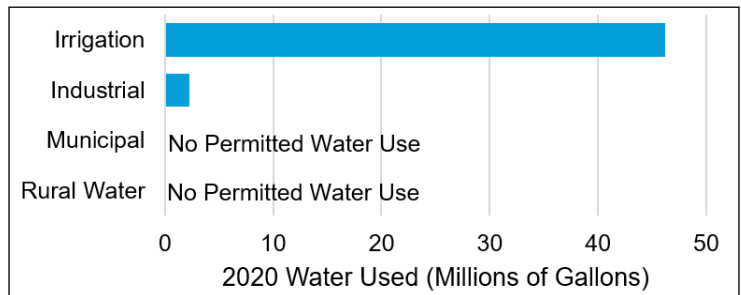 Irrigation
Industrial
Municipal No Permitted Water Use
Rural Water No Permitted Water Use
0 10 20 30 40 50
2020 Water Used (Millions of Gallons)